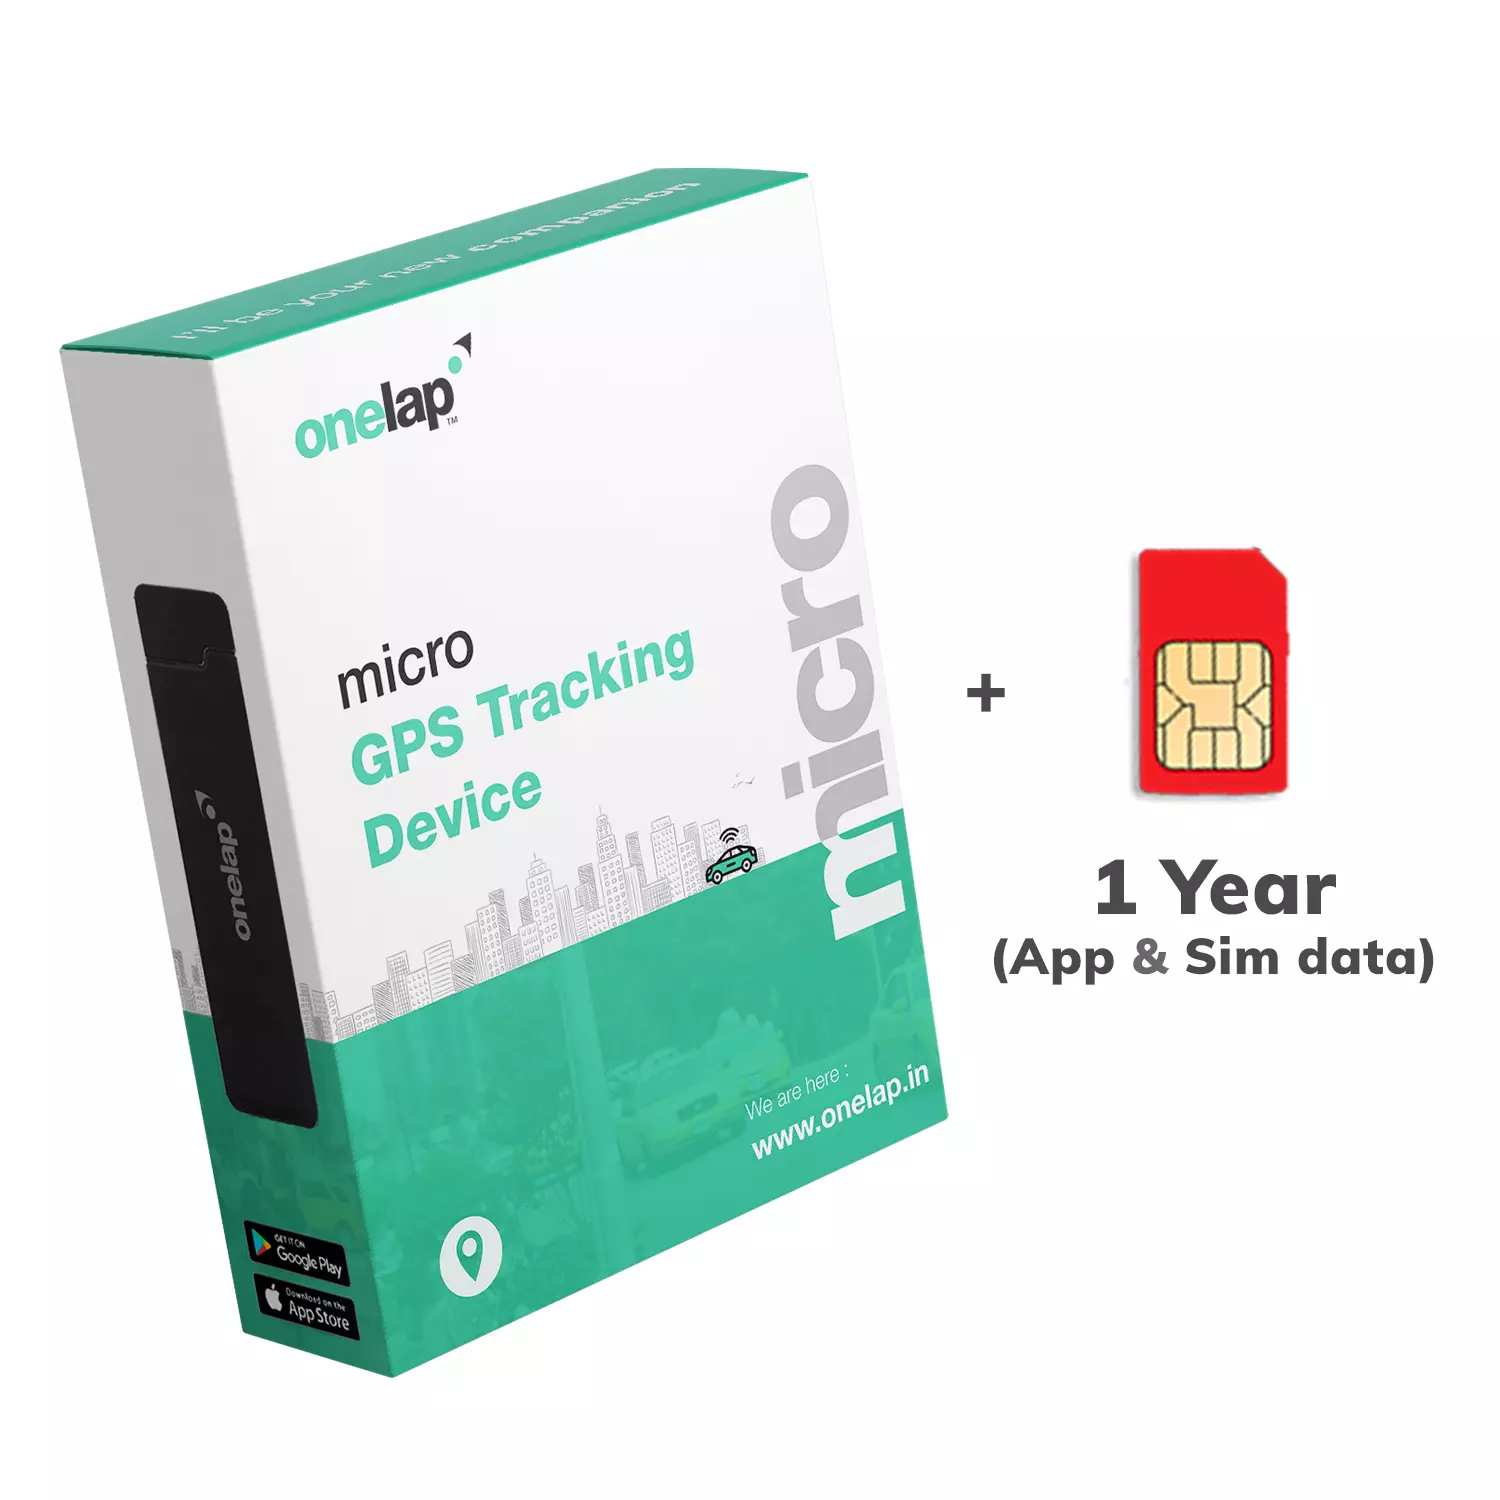 I'll be your new companion
onelap
TM
micro
GPS Tracking
Device
micro
onelap
We are here :
www.onelap.in
GET IT ON
Google Play
Download on the
App Store
+
1 Year
(App & Sim data)